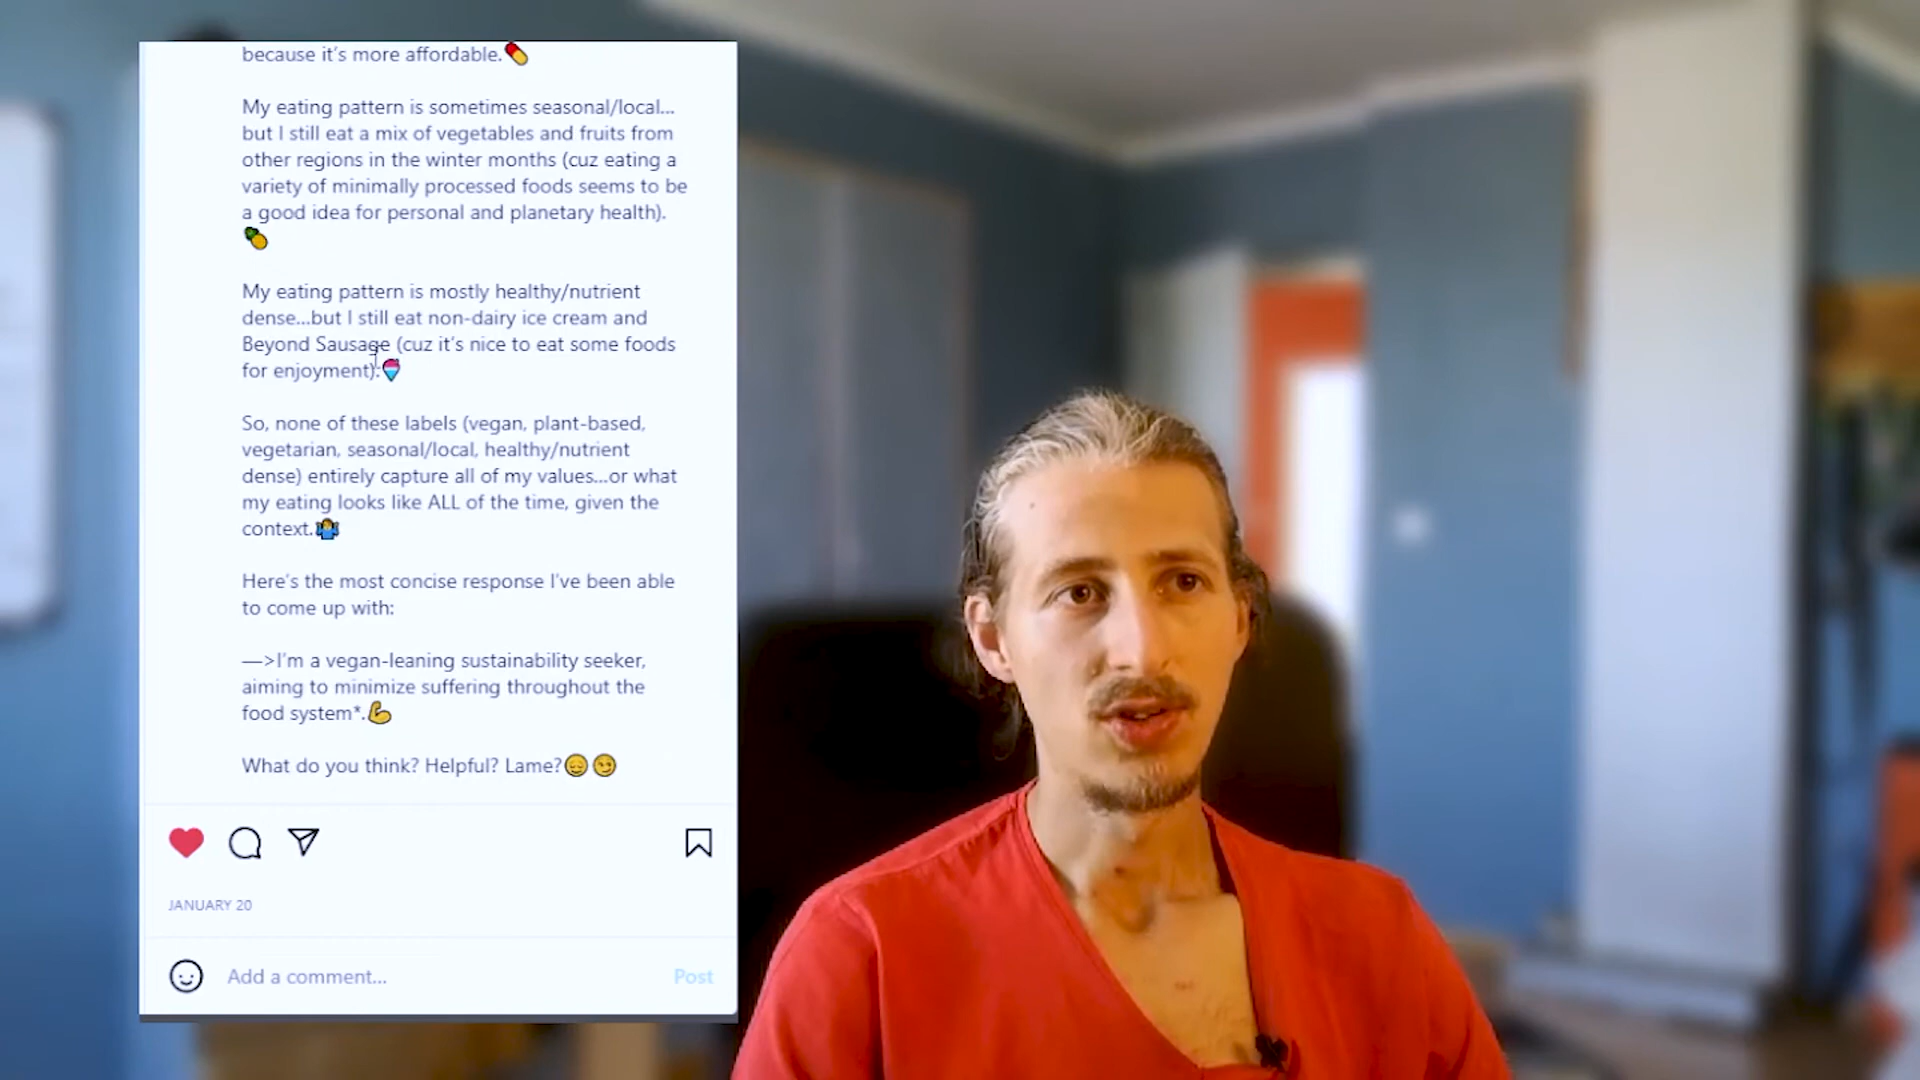 because it's more affordable.💊
My eating pattern is sometimes seasonal/local...
but I still eat a mix of vegetables and fruits from
other regions in the winter months (cuz eating a
variety of minimally processed foods seems to be
a good idea for personal and planetary health).
🍍
My eating pattern is mostly healthy/nutrient
dense...but I still eat non-dairy ice cream and
Beyond Sausage (cuz it's nice to eat some foods
for enjoyment).🍧
So, none of these labels (vegan, plant-based,
vegetarian, seasonal/local, healthy/nutrient
dense) entirely capture all of my values...or what
my eating looks like ALL of the time, given the
context.🤷
Here's the most concise response I've been able
to come up with:
—>I'm a vegan-leaning sustainability seeker,
aiming to minimize suffering throughout the
food system*.💪
What do you think? Helpful? Lame?
JANUARY 20
Add a comment...
Post